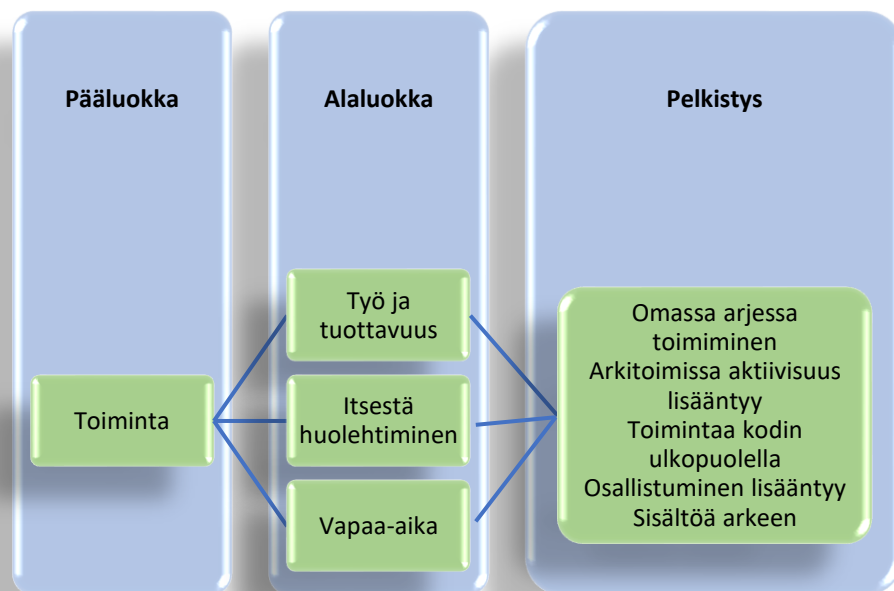 Pääluokka
Alaluokka
Pelkistys
Toiminta
Työ ja
tuottavuus
Itsestä
huolehtiminen
Vapaa-aika
Omassa arjessa
toimiminen
Arkitoimissa aktiivisuus
lisääntyy
Toimintaa kodin
ulkopuolella
Osallistuminen lisääntyy
Sisältöä arkeen